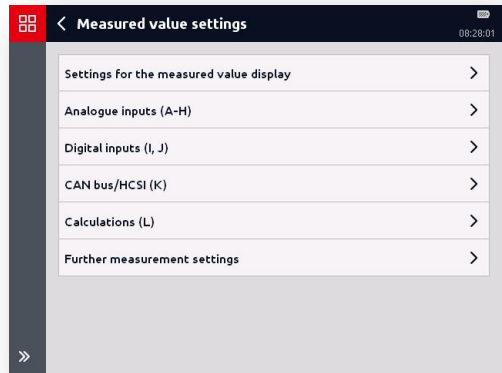 Measured value settings
08:28:01
Settings for the measured value display
Analogue inputs (A-H)
Digital inputs (I, J)
CAN bus/HCSI (K)
Calculations (L)
Further measurement settings